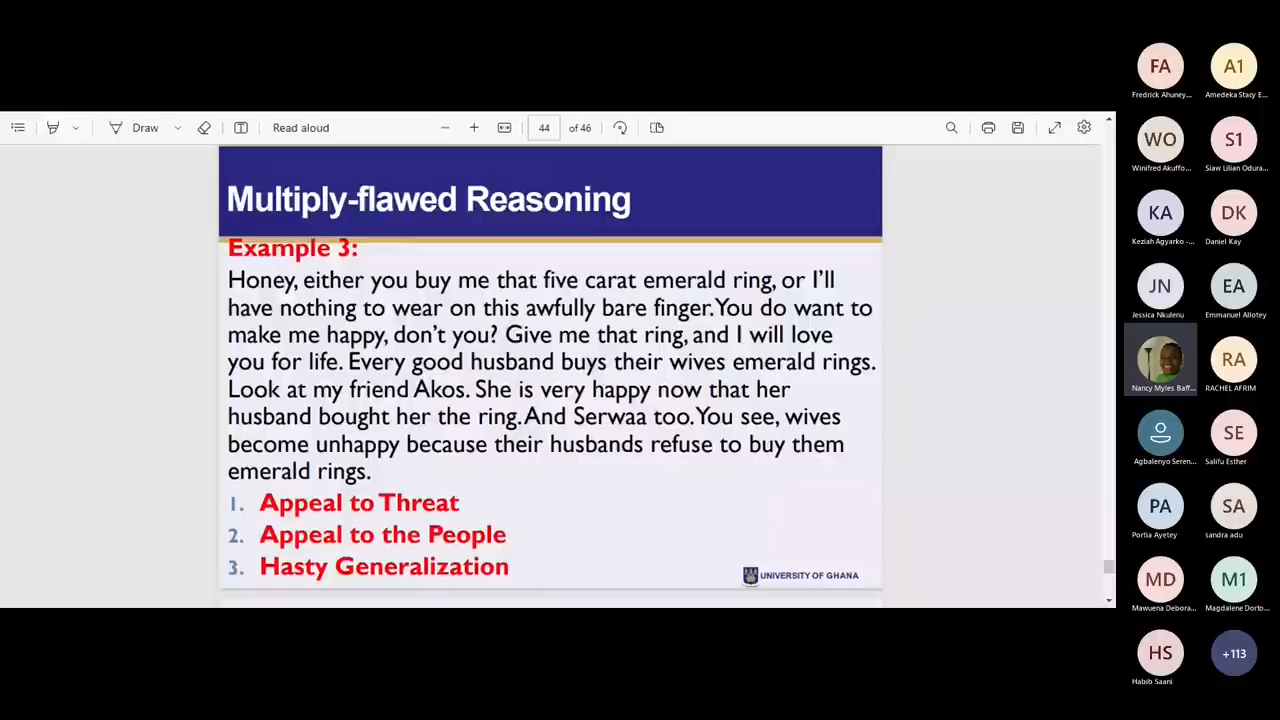 Draw
Read aloud
44
of 46
Multiply-flawed Reasoning
Example 3:
Honey, either you buy me that five carat emerald ring, or I'll
have nothing to wear on this awfully bare finger. You do want to
make me happy, don't you? Give me that ring, and I will love
you for life. Every good husband buys their wives emerald rings.
Look at my friend Akos. She is very happy now that her
husband bought her the ring. And Serwaa too. You see, wives
become unhappy because their husbands refuse to buy them
emerald rings.
1. Appeal to Threat
2. Appeal to the People
3. Hasty Generalization
UNIVERSITY OF GHANA
FA A1
Fredrick Ahuney... Amedeka Stacy E...
WO S1
Winifred Akuffo... Siaw Lilian Odura...
KA DK
Keziah Agyarko -... Daniel Kay
JN EA
Jessica Nkulenu Emmanuel Allotey
RA
Nancy Myles Baff... RACHEL AFRIM
SE
Agbalenyo Seren... Salifu Esther
PA SA
Portia Ayetey sandra adu
MD M1
Mawuena Debora... Magdalene Dorto...
HS +113
Habib Saani